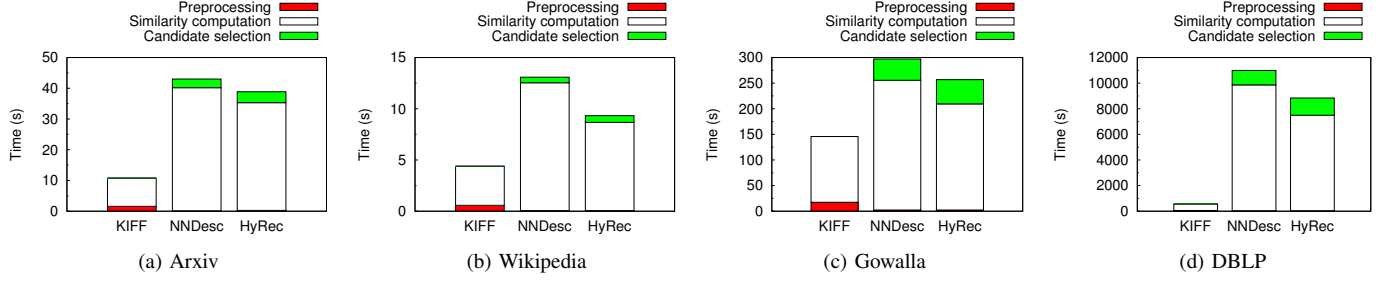 Preprocessing
Similarity computation
Candidate selection
50
40
30
20
10
0
Time (s)
KIFF NNDesc HyRec
(a) Arxiv
Preprocessing
Similarity computation
Candidate selection
15
10
5
0
Time (s)
KIFF NNDesc HyRec
(b) Wikipedia
Preprocessing
Similarity computation
Candidate selection
300
250
200
150
100
50
0
Time (s)
KIFF NNDesc HyRec
(c) Gowalla
Preprocessing
Similarity computation
Candidate selection
12000
10000
8000
6000
4000
2000
0
Time (s)
KIFF NNDesc HyRec
(d) DBLP